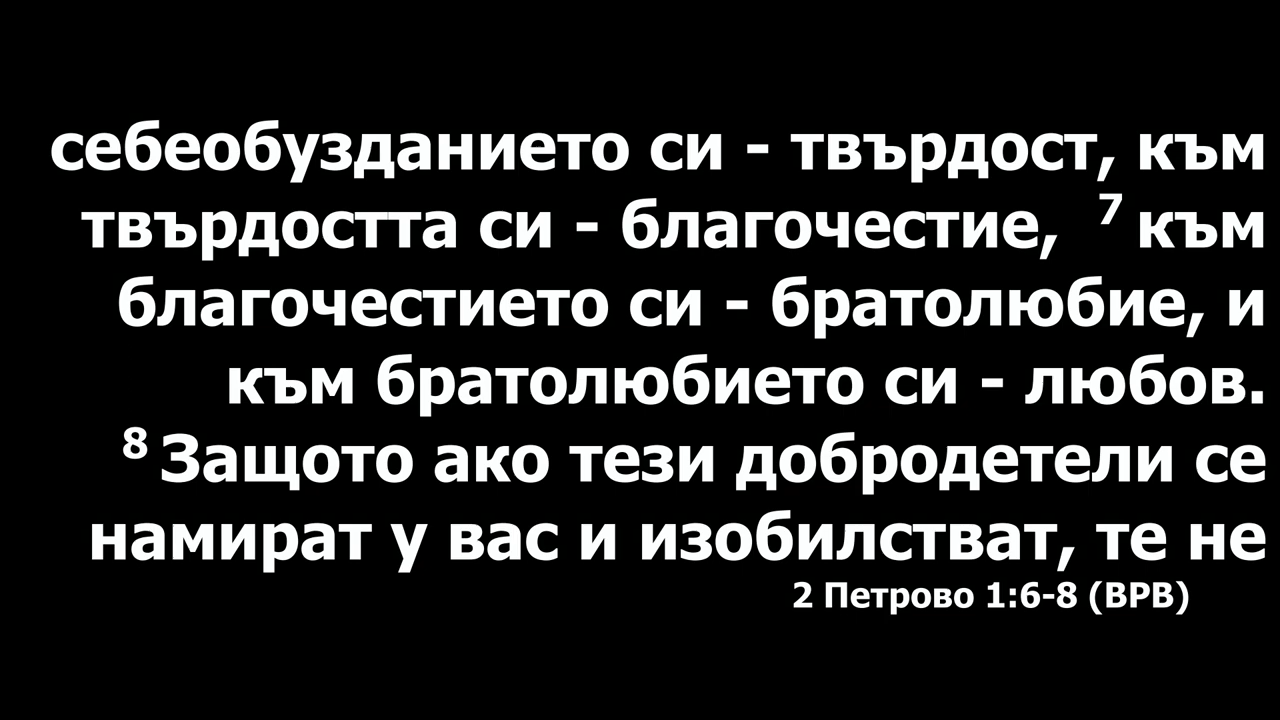 себеобузданието си - твърдост, към
твърдостта си - благочестие, 7 към
благочестието си - братолюбие, и
към братолюбието си - любов.
8 Защото ако тези добродетели се
намират у вас и изобилстват, те не
2 Петрово 1:6-8 (ВРВ)